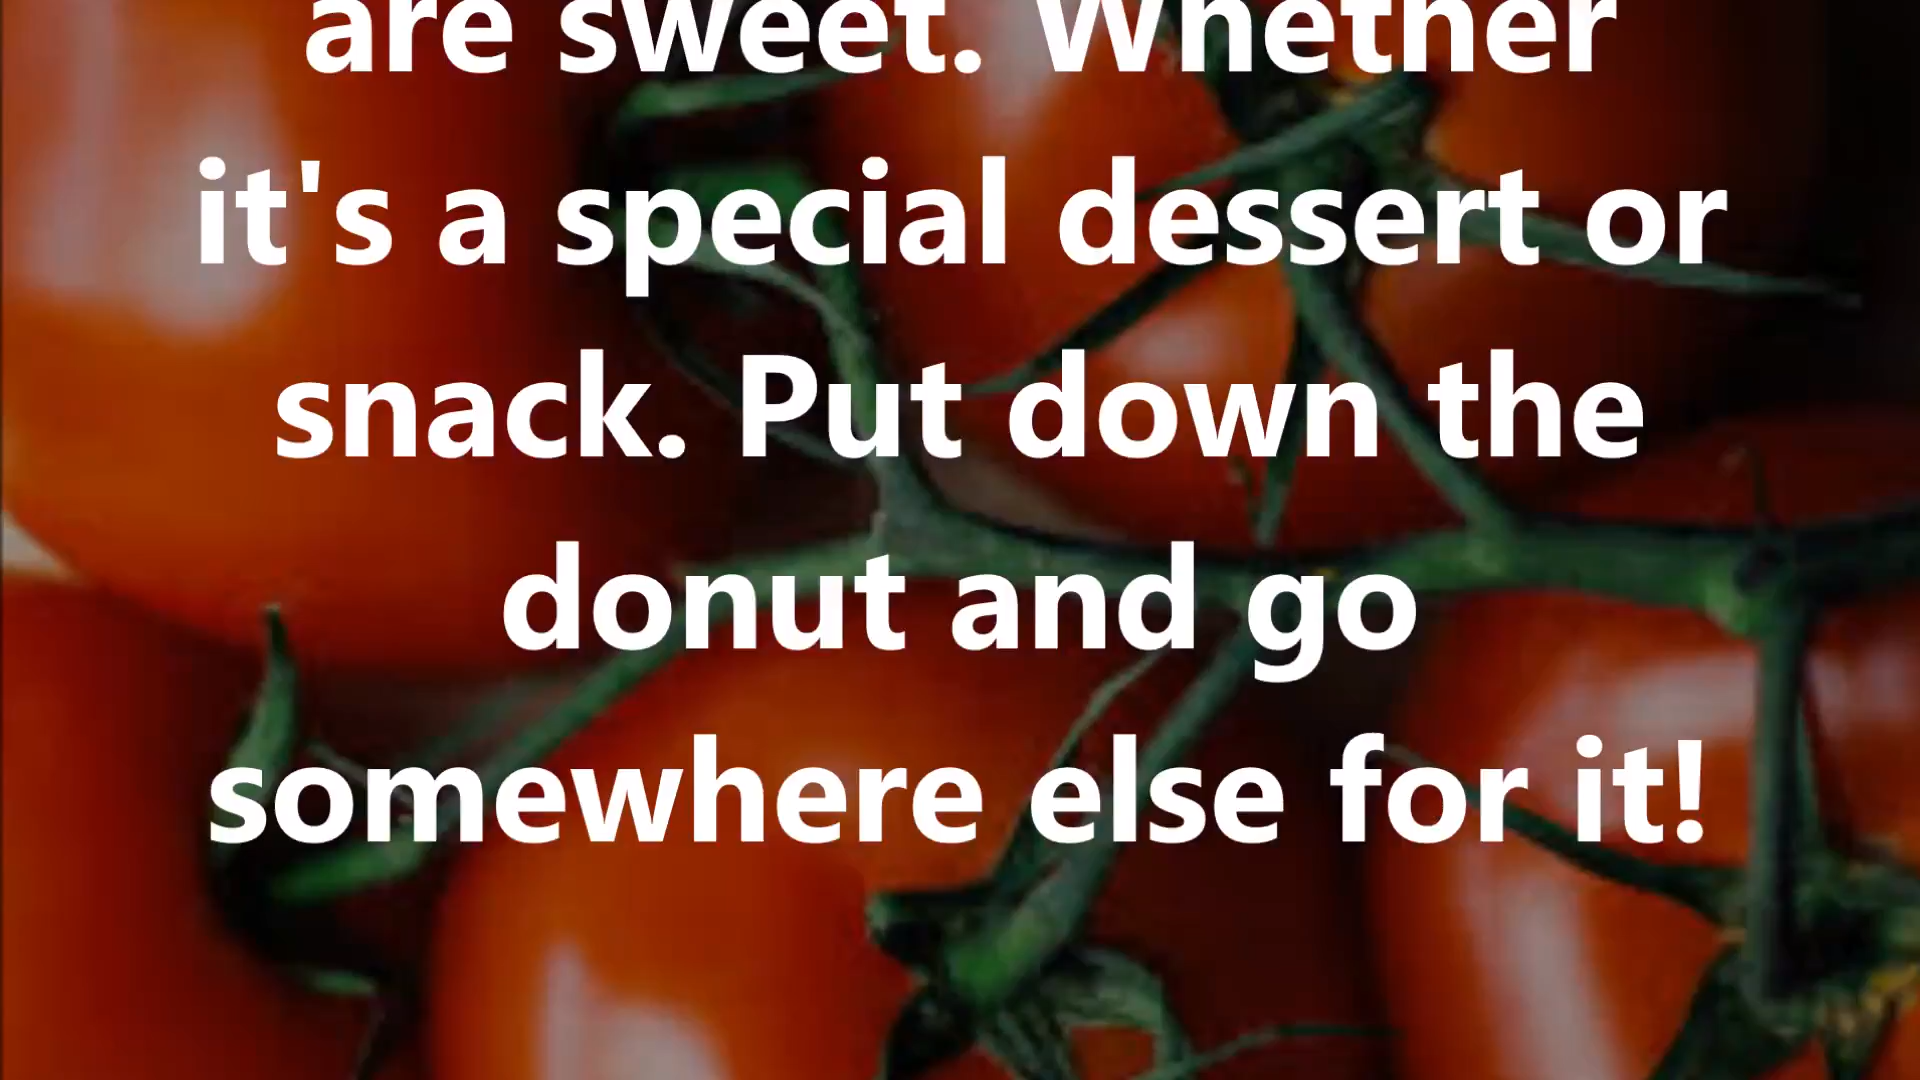 are sweet. Whether
it's a special dessert or
snack. Put down the
donut and go
somewhere else for it!